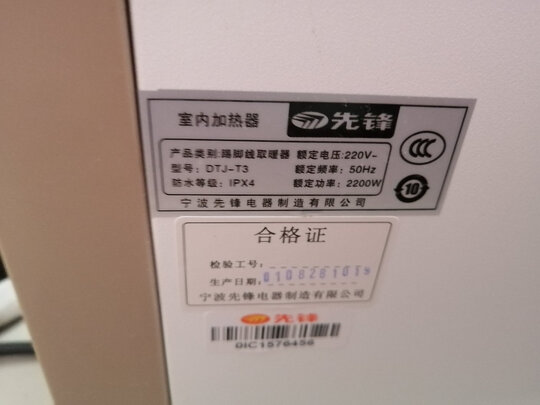 室内加热器 先锋
产品类别:踢脚线取暖器 额定电压:220V~
型号: DTJ-T3 额定频率: 50Hz
防水等级: IPX4 额定功率: 2200W
宁波先锋电器制造有限公司
CCC
10
合格证
检验工号:
生产日期:
宁波先锋电器制造有限公司
先锋
DIC1576456